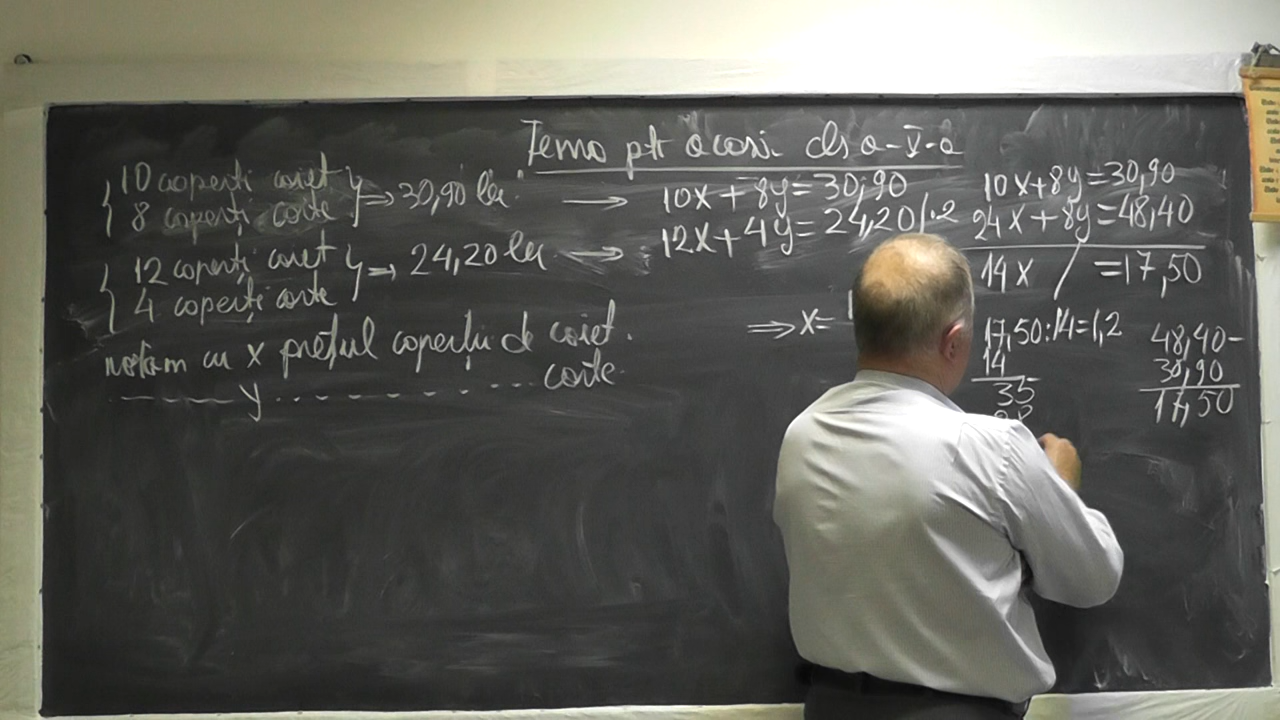 Tema ptr acasă cls a-V-a
10 coperți caiet
8 coperți carte
} => 30,90 lei
12 coperți caiet
4 coperți carte
} => 24,20 lei
notăm cu x prețul coperții de caiet.
— — — — y . . . . . . . . . . carte.
→ 10x + 8y = 30,90
→ 12x + 4y = 24,20 /·2
=> x =
10x + 8y = 30,90
24x + 8y = 48,40
14x / = 17,50
17,50 : 14 = 1,2
14
35
48,40 -
30,90
17,50